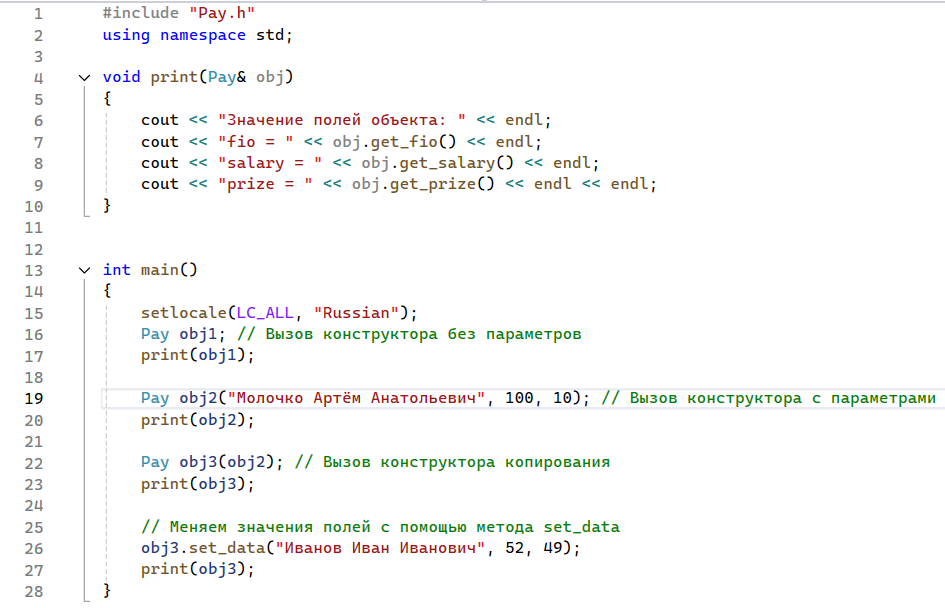 1 #include "Pay.h"
2 using namespace std;
3
4 void print(Pay& obj)
5 {
6 cout << "Значение полей объекта: " << endl;
7 cout << "fio = " << obj.get_fio() << endl;
8 cout << "salary = " << obj.get_salary() << endl;
9 cout << "prize = " << obj.get_prize() << endl << endl;
10 }
11
12
13 int main()
14 {
15 setlocale(LC_ALL, "Russian");
16 Pay obj1; // Вызов конструктора без параметров
17 print(obj1);
18
19 Pay obj2("Молочко Артём Анатольевич", 100, 10); // Вызов конструктора с параметрами
20 print(obj2);
21
22 Pay obj3(obj2); // Вызов конструктора копирования
23 print(obj3);
24
25 // Меняем значения полей с помощью метода set_data
26 obj3.set_data("Иванов Иван Иванович", 52, 49);
27 print(obj3);
28 }